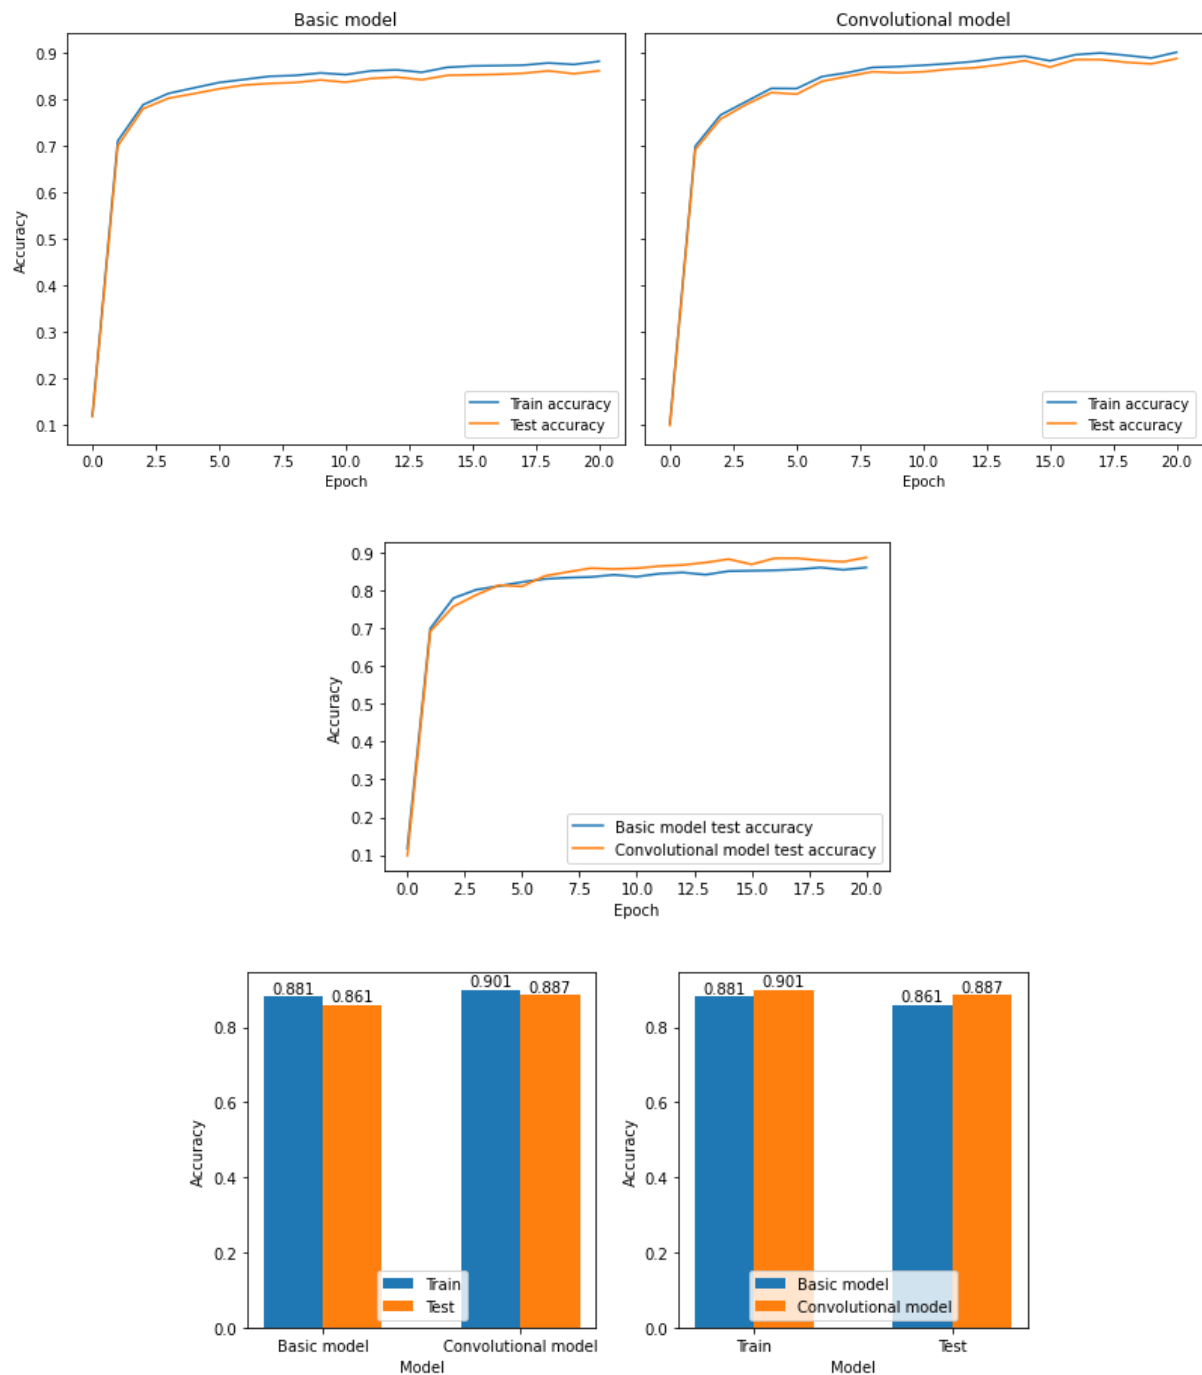 Basic model
Convolutional model
0.9
0.8
0.7
0.6
0.5
0.4
0.3
0.2
0.1
Accuracy
Train accuracy
Test accuracy
Train accuracy
Test accuracy
0.0 2.5 5.0 7.5 10.0 12.5 15.0 17.5 20.0
0.0 2.5 5.0 7.5 10.0 12.5 15.0 17.5 20.0
Epoch
Epoch
0.9
0.8
0.7
0.6
0.5
0.4
0.3
0.2
0.1
Accuracy
Basic model test accuracy
Convolutional model test accuracy
0.0 2.5 5.0 7.5 10.0 12.5 15.0 17.5 20.0
Epoch
0.881 0.861 0.901 0.887
0.8
0.6
0.4
0.2
0.0
Accuracy
Train
Test
Basic model Convolutional model
Model
0.881 0.901 0.861 0.887
0.8
0.6
0.4
0.2
0.0
Accuracy
Basic model
Convolutional model
Train Test
Model